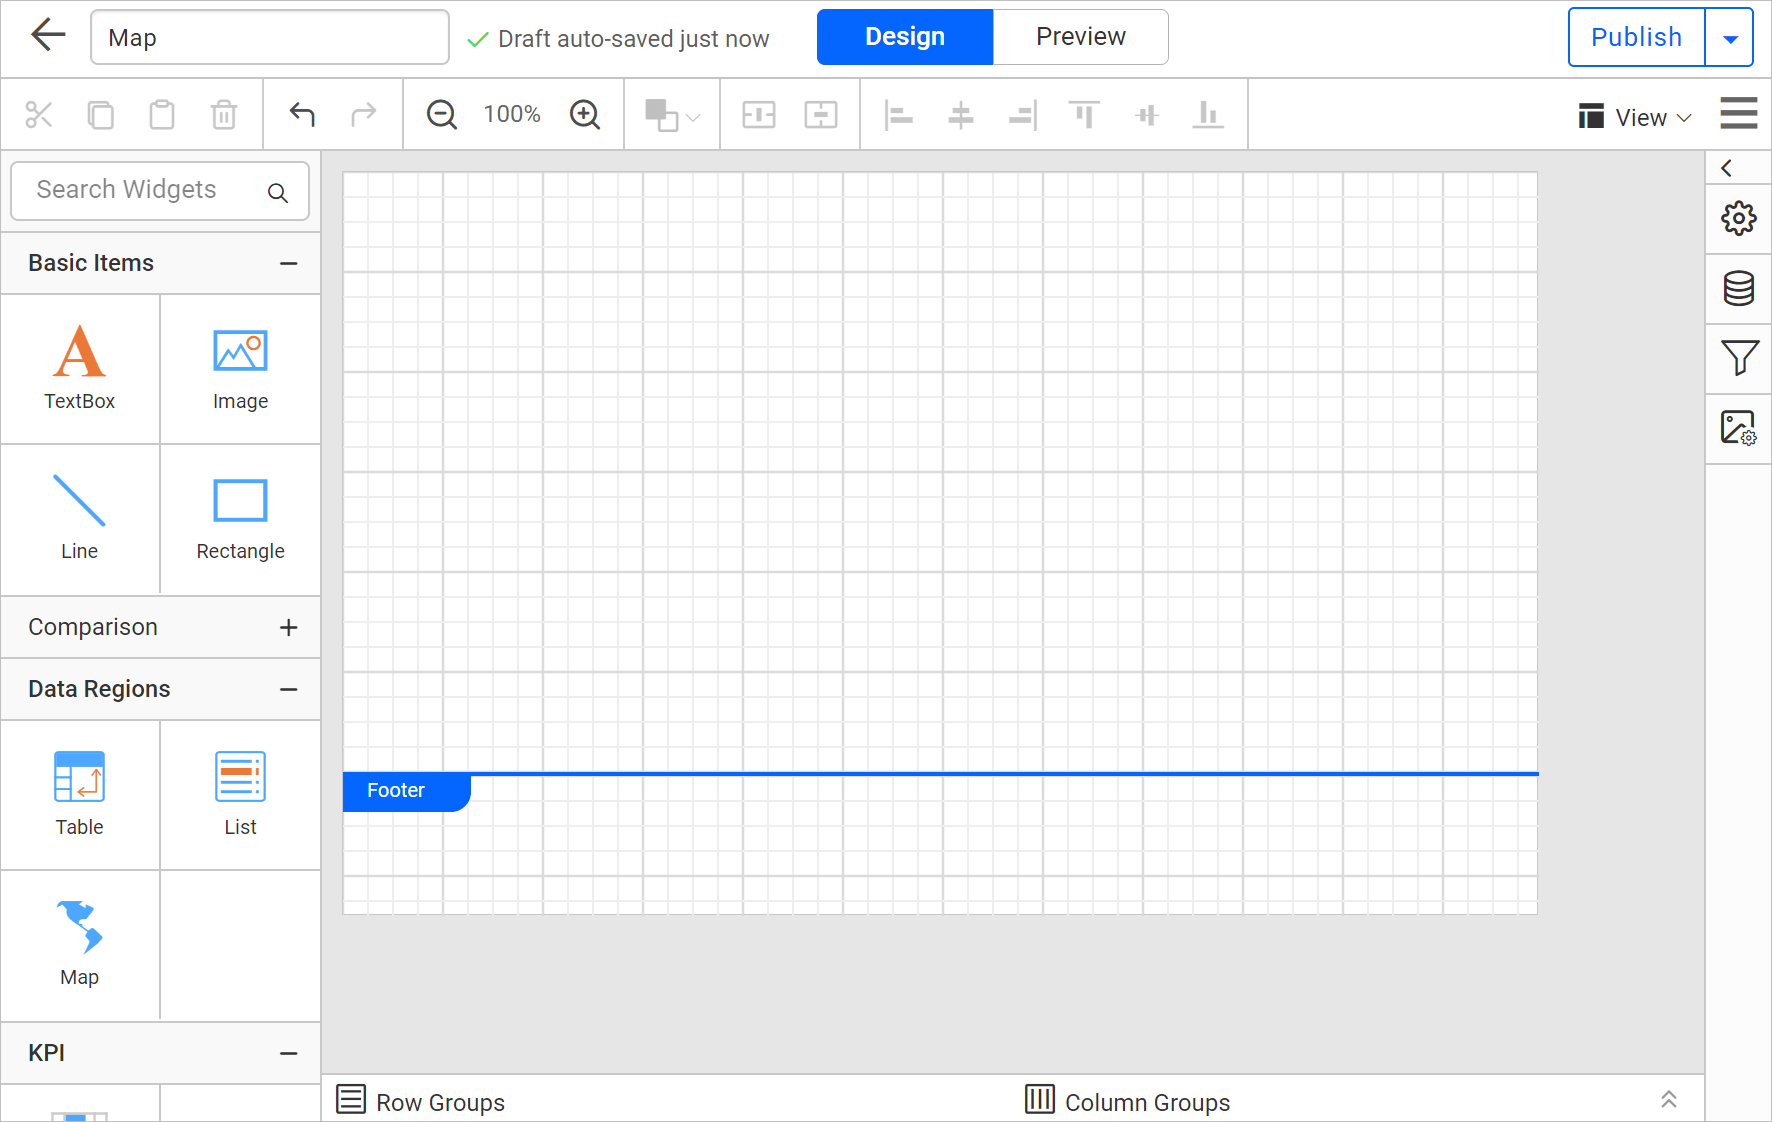 Map
Draft auto-saved just now
Design
Preview
Publish
100%
View
Search Widgets
Basic Items
TextBox
Image
Line
Rectangle
Comparison
Data Regions
Table
List
Map
KPI
Footer
Row Groups
Column Groups